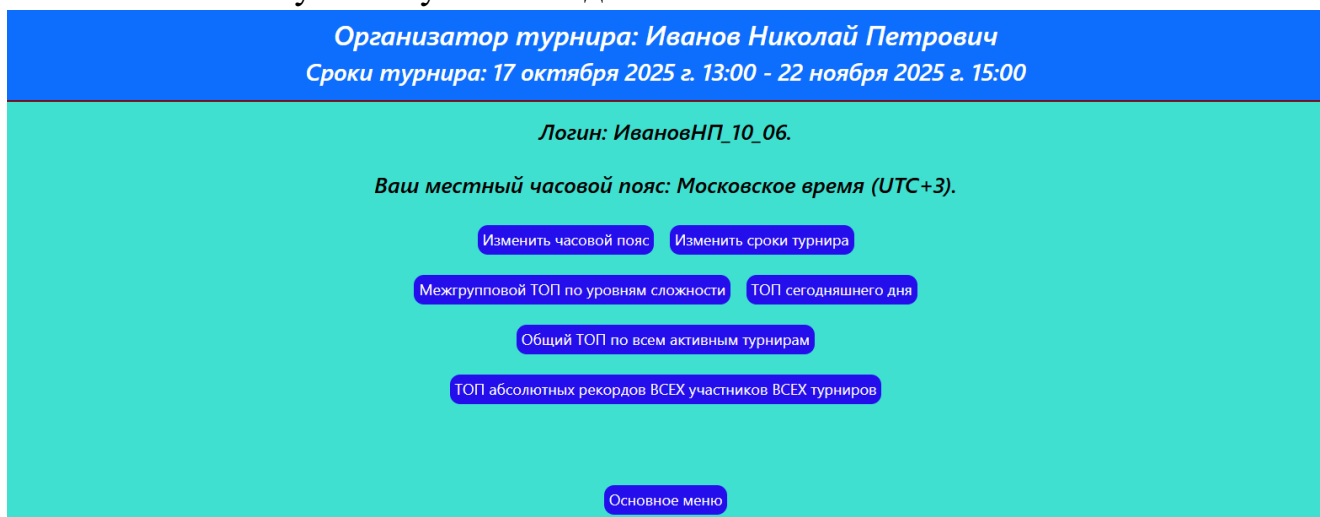 Организатор турнира: Иванов Николай Петрович
Сроки турнира: 17 октября 2025 г. 13:00 - 22 ноября 2025 г. 15:00
Логин: ИвановНП_10_06.
Ваш местный часовой пояс: Московское время (UTC+3).
Изменить часовой пояс Изменить сроки турнира
Межгрупповой ТОП по уровням сложности ТОП сегодняшнего дня
Общий ТОП по всем активным турнирам
ТОП абсолютных рекордов ВСЕХ участников ВСЕХ турниров
Основное меню